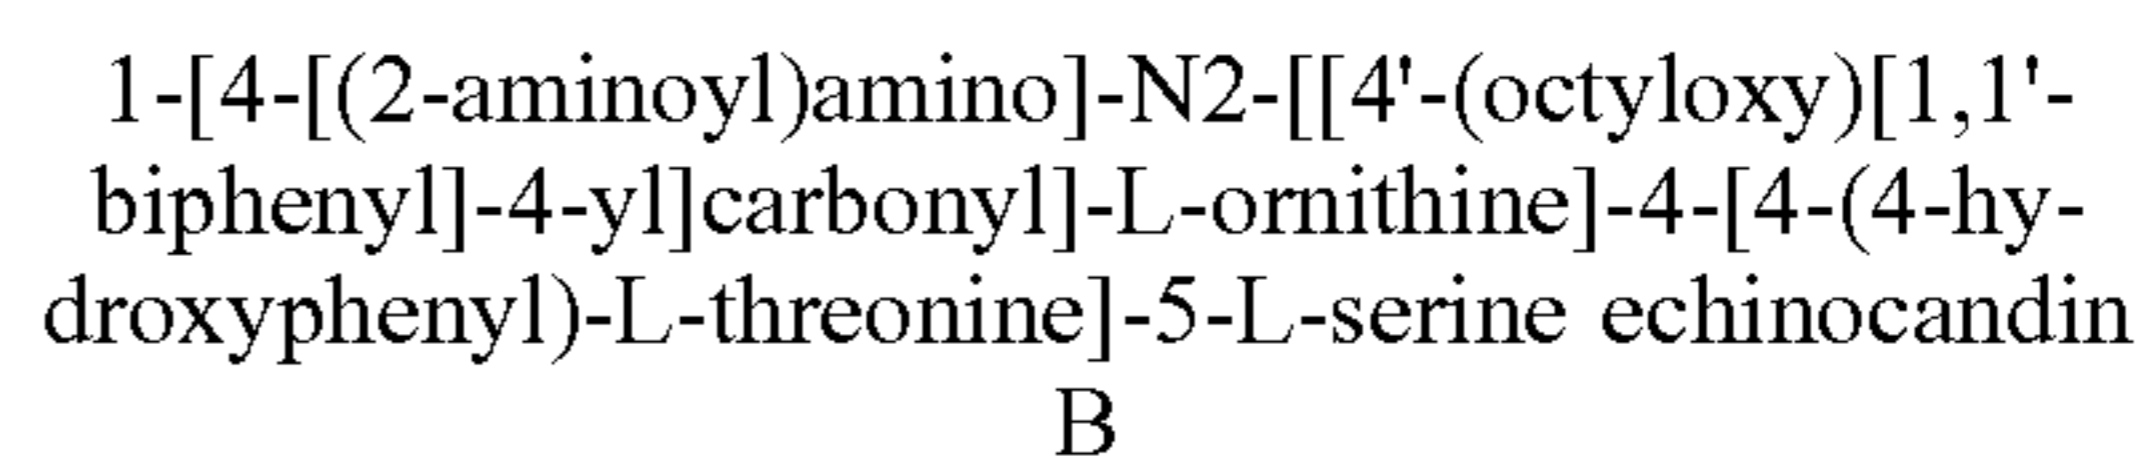 1-[4-[(2-aminoyl)amino]-N2-[[4'-(octyloxy)[1,1'-
biphenyl]-4-yl]carbonyl]-L-ornithine]-4-[4-(4-hy-
droxyphenyl)-L-threonine]-5-L-serine echinocandin
B